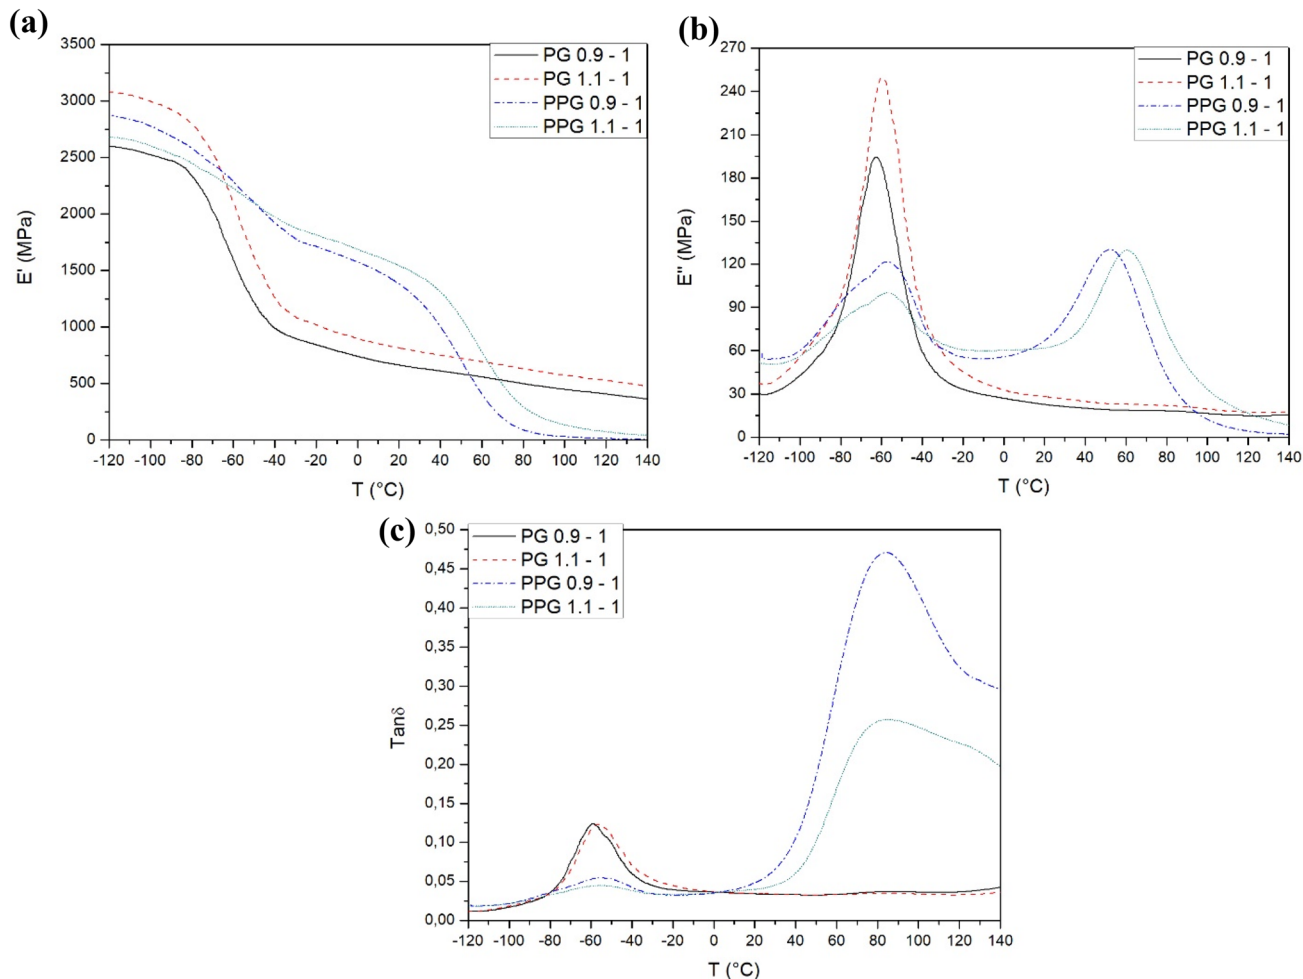 (a)
3500
3000
2500
2000
1500
1000
500
0
E' (MPa)
PG 0.9 - 1
PG 1.1 - 1
PPG 0.9 - 1
PPG 1.1 - 1
-120 -100 -80 -60 -40 -20 0 20 40 60 80 100 120 140
T (°C)
(b)
270
240
210
180
150
120
90
60
30
0
E'' (MPa)
PG 0.9 - 1
PG 1.1 - 1
PPG 0.9 - 1
PPG 1.1 - 1
-120 -100 -80 -60 -40 -20 0 20 40 60 80 100 120 140
T (°C)
(c)
0,50
0,45
0,40
0,35
0,30
0,25
0,20
0,15
0,10
0,05
0,00
Tanδ
PG 0.9 - 1
PG 1.1 - 1
PPG 0.9 - 1
PPG 1.1 - 1
-120 -100 -80 -60 -40 -20 0 20 40 60 80 100 120 140
T (°C)